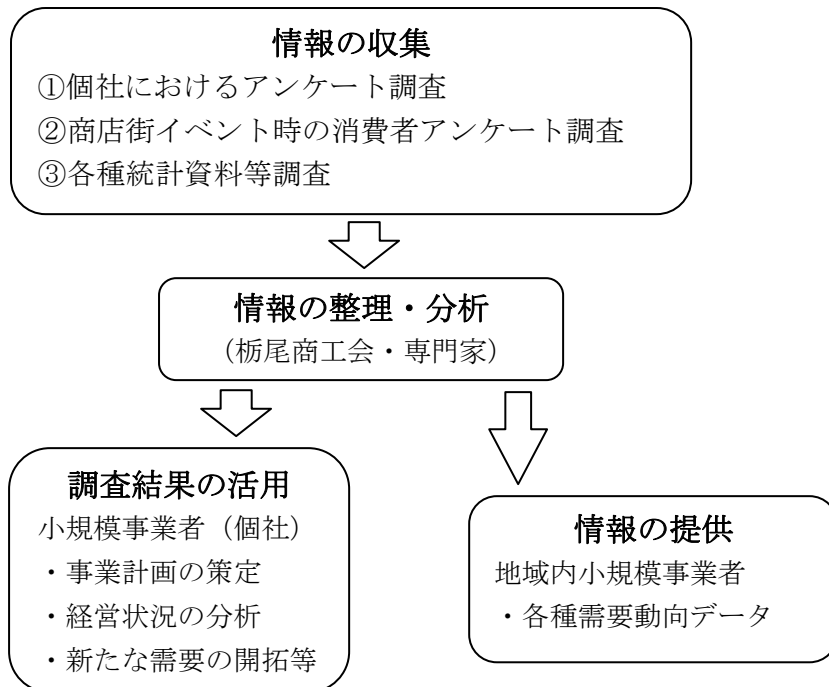 情報の収集
①個社におけるアンケート調査
②商店街イベント時の消費者アンケート調査
③各種統計資料等調査
情報の整理・分析
（栃尾商工会・専門家）
調査結果の活用
小規模事業者（個社）
・事業計画の策定
・経営状況の分析
・新たな需要の開拓等
情報の提供
地域内小規模事業者
・各種需要動向データ